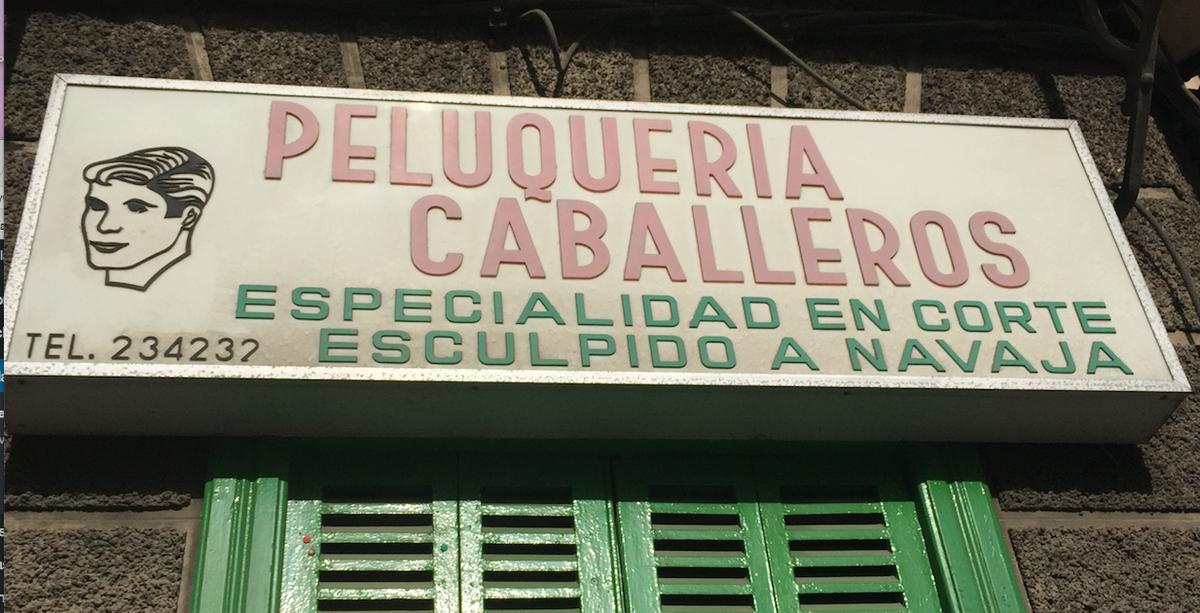 PELUQUERIA
CABALLEROS
ESPECIALIDAD EN CORTE
ESCULPIDO A NAVAJA
TEL. 234232